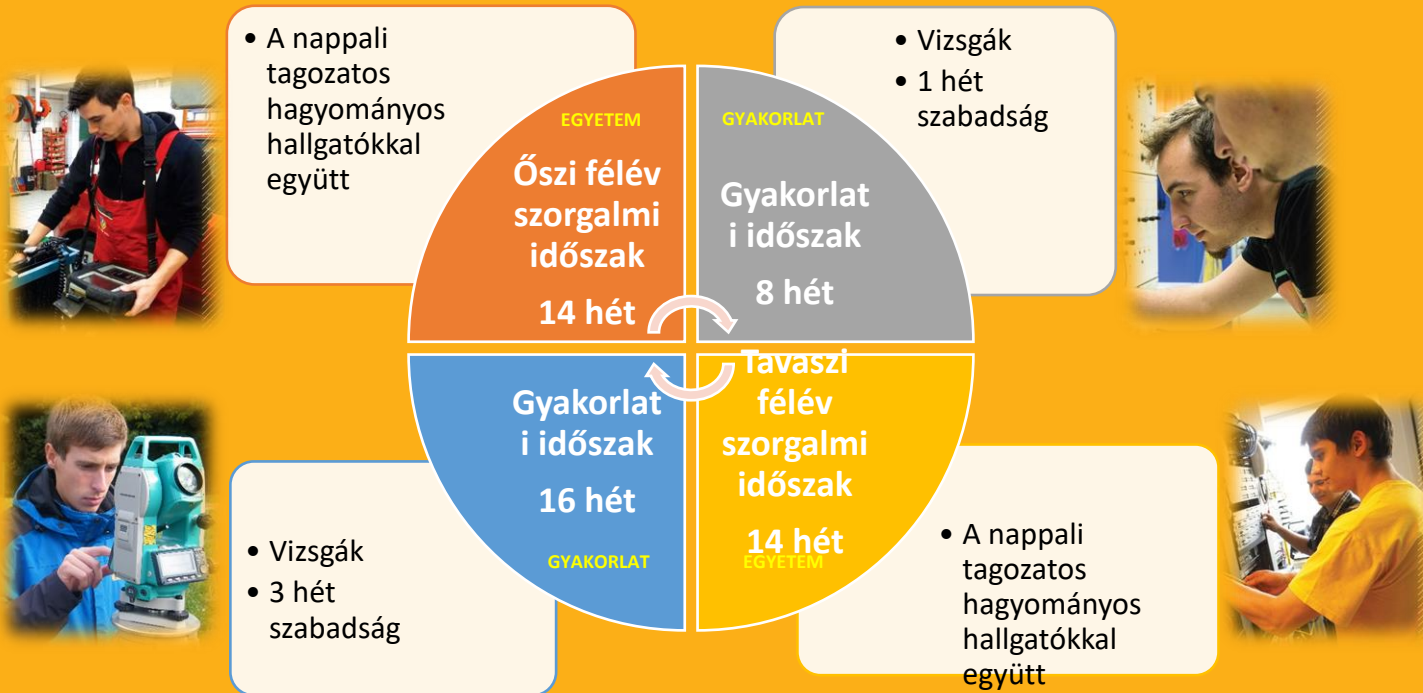 • A nappali
tagozatos
hagyományos
hallgatókkal
együtt
EGYETEM
Őszi félév
szorgalmi
időszak
14 hét
GYAKORLAT
Gyakorlat
i időszak
8 hét
• Vizsgák
• 1 hét
szabadság
• Vizsgák
• 3 hét
szabadság
Gyakorlat
i időszak
16 hét
GYAKORLAT
Tavaszi
félév
szorgalmi
időszak
14 hét
EGYETEM
• A nappali
tagozatos
hagyományos
hallgatókkal
együtt